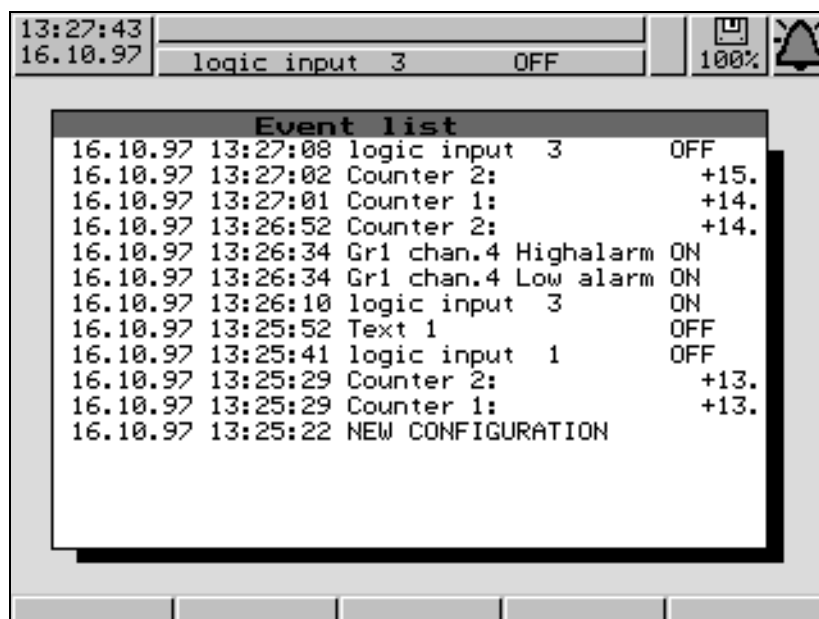 13:27:43
16.10.97
logic input 3 OFF
100%
Event list
16.10.97 13:27:08 logic input 3 OFF
16.10.97 13:27:02 Counter 2: +15.
16.10.97 13:27:01 Counter 1: +14.
16.10.97 13:26:52 Counter 2: +14.
16.10.97 13:26:34 Gr1 chan.4 Highalarm ON
16.10.97 13:26:34 Gr1 chan.4 Low alarm ON
16.10.97 13:26:10 logic input 3 ON
16.10.97 13:25:52 Text 1 OFF
16.10.97 13:25:41 logic input 1 OFF
16.10.97 13:25:29 Counter 2: +13.
16.10.97 13:25:29 Counter 1: +13.
16.10.97 13:25:22 NEW CONFIGURATION